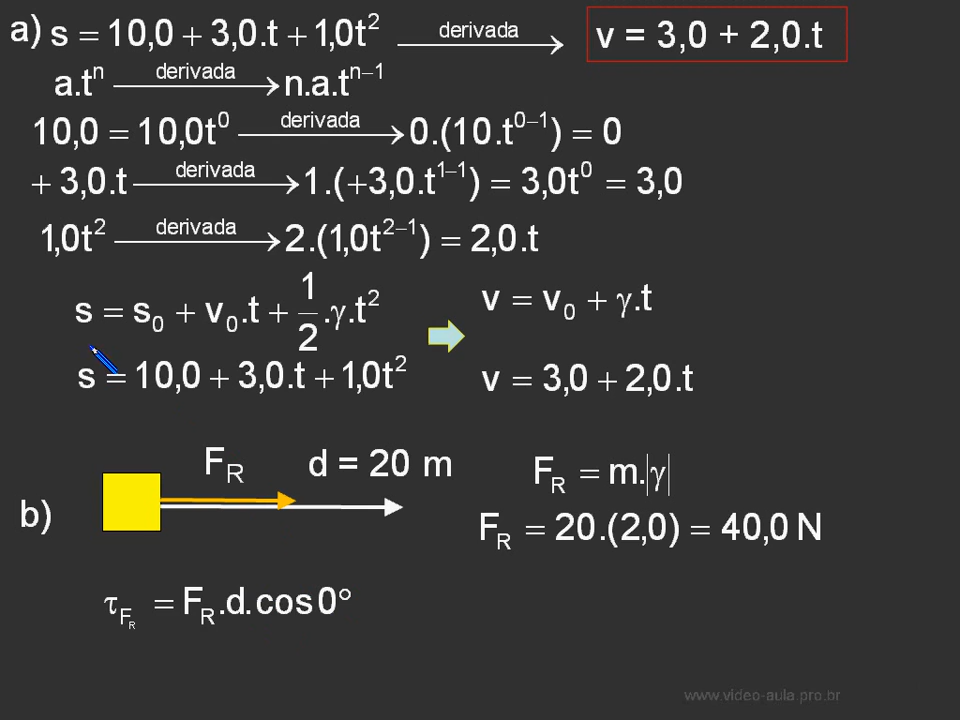 a) s = 10,0 + 3,0.t + 1,0t² derivada⟶ v = 3,0 + 2,0.t
a.tⁿ derivada⟶ n.a.tⁿ⁻¹
10,0 = 10,0t⁰ derivada⟶ 0.(10.t⁰⁻¹) = 0
+ 3,0.t derivada⟶ 1.(+3,0.t¹⁻¹) = 3,0t⁰ = 3,0
1,0t² derivada⟶ 2.(1,0t²⁻¹) = 2,0.t
s = s₀ + v₀.t + 1/2.γ.t² v = v₀ + γ.t
s = 10,0 + 3,0.t + 1,0t² v = 3,0 + 2,0.t
F_R d = 20 m F_R = m.|γ|
b) F_R = 20.(2,0) = 40,0 N
τ_F_R = F_R.d.cos0°
www.video-aula.pro.br